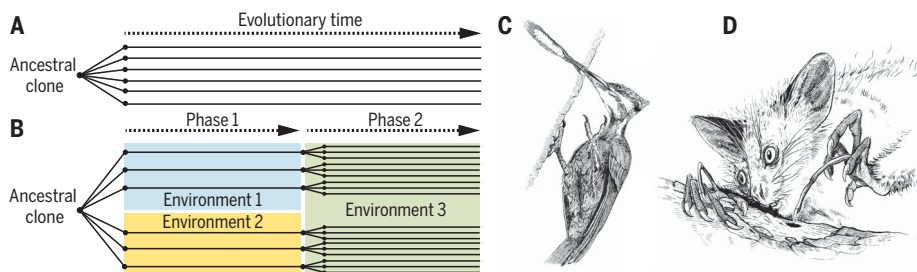 A
Evolutionary time
Ancestral
clone
B
Phase 1
Phase 2
Ancestral
clone
Environment 1
Environment 2
Environment 3
C
D